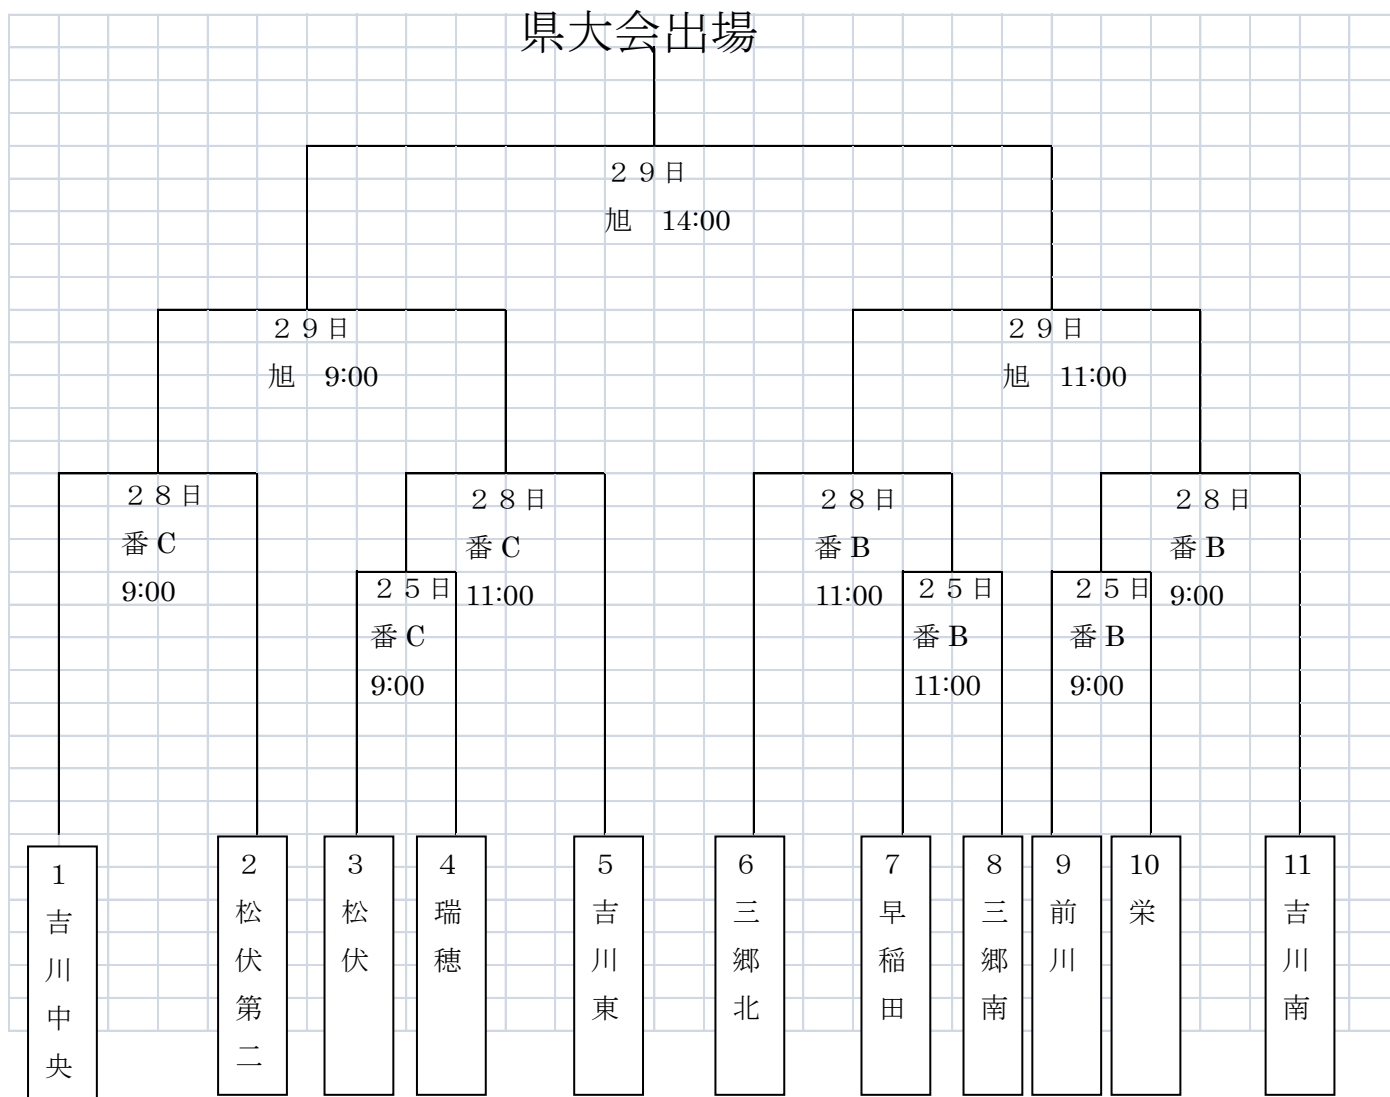 県大会出場
２９日
旭　14:00
２９日
旭　9:00
２９日
旭　11:00
２８日
番C
9:00
２８日
番C
11:00
２８日
番B
11:00
２８日
番B
9:00
２５日
番C
9:00
２５日
番B
11:00
２５日
番B
9:00
1吉川中央
2松伏第二
3松伏
4瑞穂
5吉川東
6三郷北
7早稲田
8三郷南
9前川
10栄
11吉川南